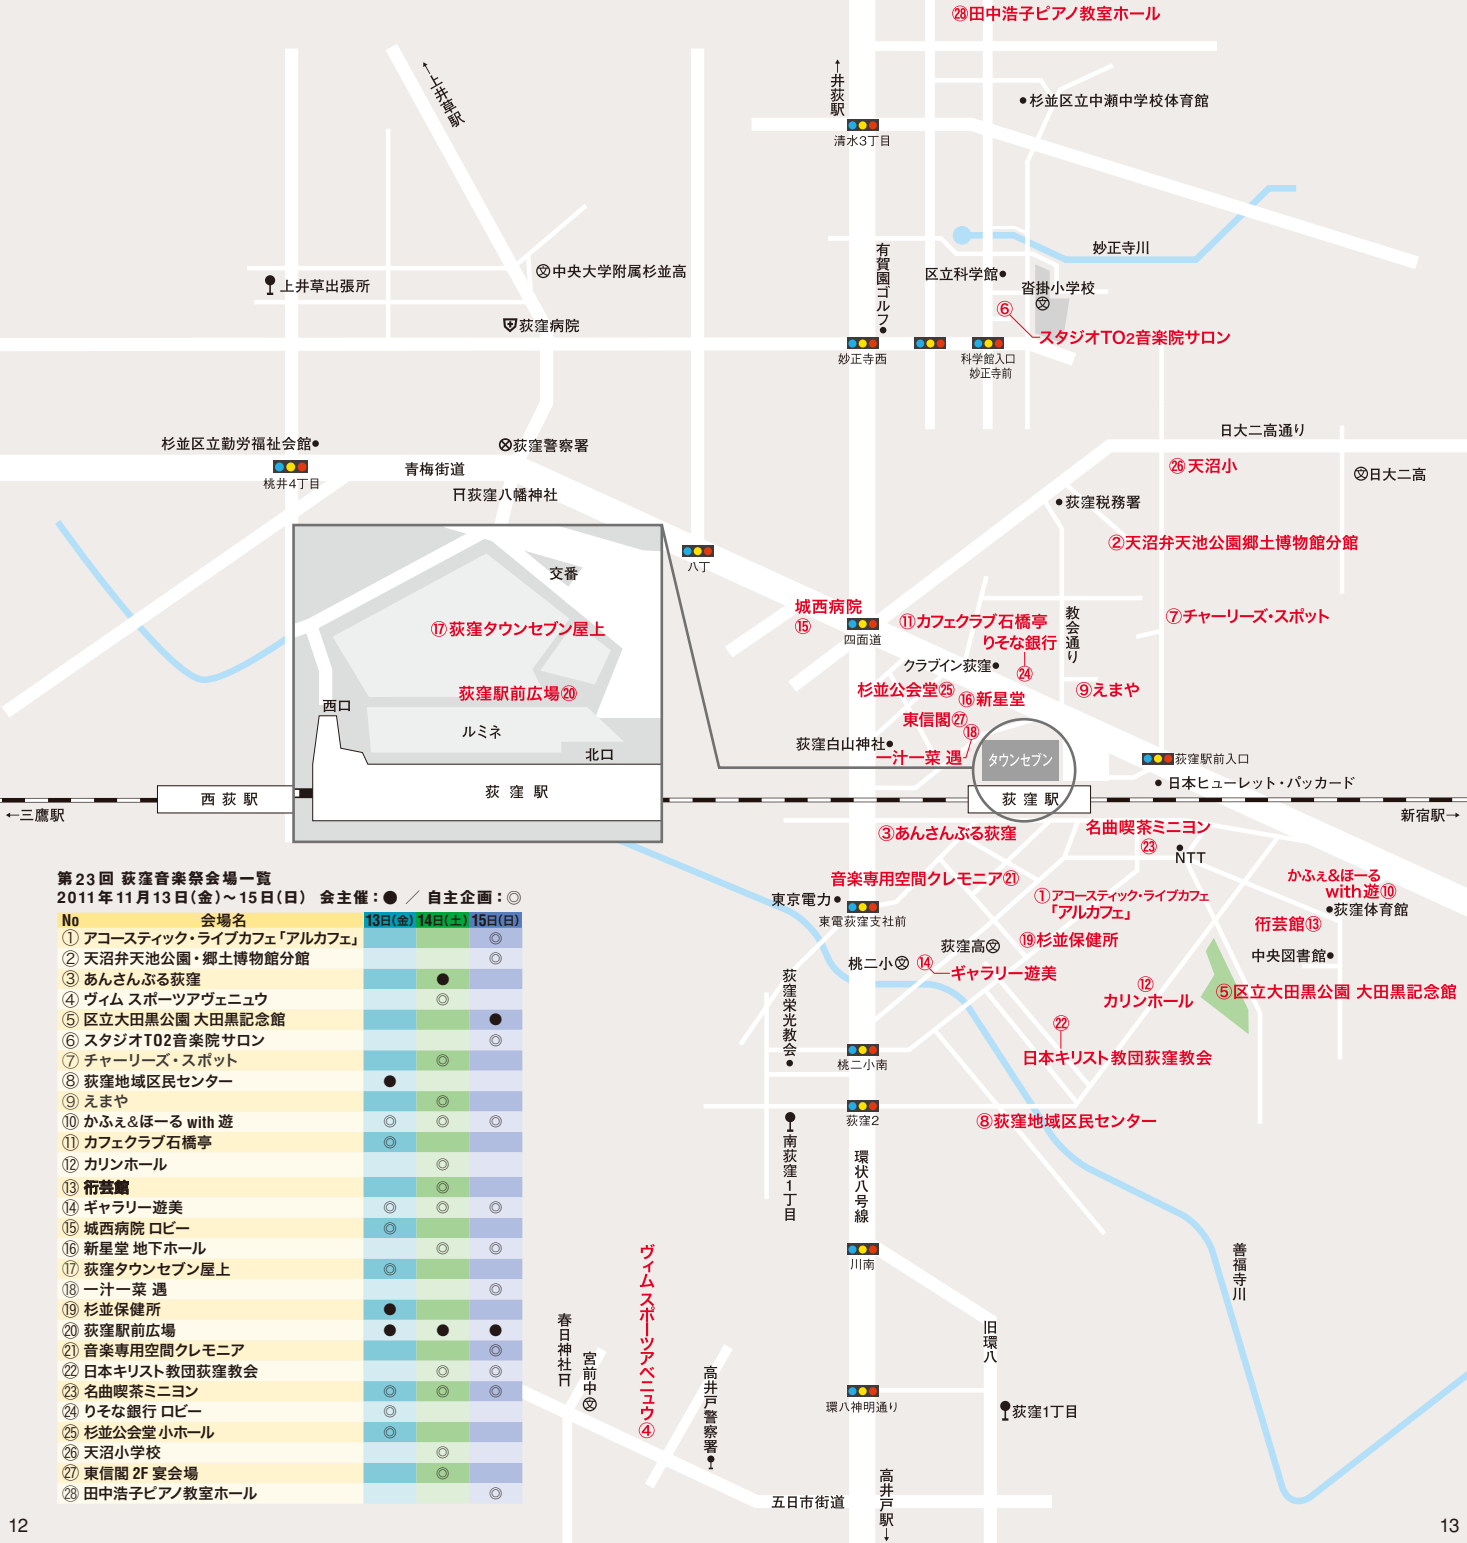 ㉘田中浩子ピアノ教室ホール
↑井荻駅
↑上井草駅
●杉並区立中瀬中学校体育館
清水3丁目
有賀園ゴルフ●
妙正寺川
区立科学館●
沓掛小学校
文
⑥
スタジオTO2音楽院サロン
文中央大学附属杉並高
上井草出張所
荻窪病院
妙正寺西
科学館入口
妙正寺前
日大二高通り
杉並区立勤労福祉会館●
荻窪警察署
青梅街道
桃井4丁目
荻窪八幡神社
㉖天沼小
文日大二高
●荻窪税務署
②天沼弁天池公園郷土博物館分館
八丁
交番
⑰荻窪タウンセブン屋上
荻窪駅前広場⑳
西口
ルミネ
北口
荻窪駅
城西病院
⑮
四面道
⑪カフェクラブ石橋亭
りそな銀行
㉔
教会通り
⑦チャーリーズ・スポット
クラブイン荻窪●
杉並公会堂㉕
⑯新星堂
⑨えまや
東信閣㉗
⑱
荻窪白山神社●
一汁一菜 遇
タウンセブン
荻窪駅前入口
●日本ヒューレット・パッカード
西荻駅
荻窪駅
←三鷹駅
新宿駅→
③あんさんぶる荻窪
名曲喫茶ミニヨン
㉓
NTT
音楽専用空間クレモニア㉑
かふぇ&ほーる
with遊⑩
東京電力●
東電荻窪支社前
①アコースティック・ライブカフェ
「アルカフェ」
●荻窪体育館
衎芸館⑬
⑲杉並保健所
荻窪高文
中央図書館●
桃二小文
⑭
ギャラリー遊美
⑫
カリンホール
⑤区立大田黒公園 大田黒記念館
荻窪栄光教会●
㉒
日本キリスト教団荻窪教会
桃二小南
荻窪2
⑧荻窪地域区民センター
南荻窪1丁目
環状八号線
川南
善福寺川
旧環八
ヴィム スポーツアベニュウ④
春日神社
宮前中文
高井戸警察署
環八神明通り
荻窪1丁目
五日市街道
高井戸駅↓
第23回 荻窪音楽祭会場一覧
2011年11月13日(金)〜15日(日) 会主催：● ／ 自主企画：◎
No 会場名 13日(金) 14日(土) 15日(日)
① アコースティック・ライブカフェ「アルカフェ」 ◎
② 天沼弁天池公園・郷土博物館分館 ◎
③ あんさんぶる荻窪 ●
④ ヴィム スポーツアヴェニュウ ◎
⑤ 区立大田黒公園 大田黒記念館 ●
⑥ スタジオTO2音楽院サロン ◎
⑦ チャーリーズ・スポット ◎
⑧ 荻窪地域区民センター ●
⑨ えまや ◎
⑩ かふぇ&ほーる with 遊 ◎ ◎ ◎
⑪ カフェクラブ石橋亭 ◎
⑫ カリンホール ◎
⑬ 衎芸館 ◎
⑭ ギャラリー遊美 ◎ ◎ ◎
⑮ 城西病院 ロビー ◎
⑯ 新星堂 地下ホール ◎ ◎
⑰ 荻窪タウンセブン屋上 ◎
⑱ 一汁一菜 遇 ◎
⑲ 杉並保健所 ●
⑳ 荻窪駅前広場 ● ● ●
㉑ 音楽専用空間クレモニア ◎
㉒ 日本キリスト教団荻窪教会 ◎ ◎
㉓ 名曲喫茶ミニヨン ◎ ◎ ◎
㉔ りそな銀行 ロビー ◎
㉕ 杉並公会堂 小ホール ◎
㉖ 天沼小学校 ◎
㉗ 東信閣 2F 宴会場 ◎
㉘ 田中浩子ピアノ教室ホール ◎
12
13